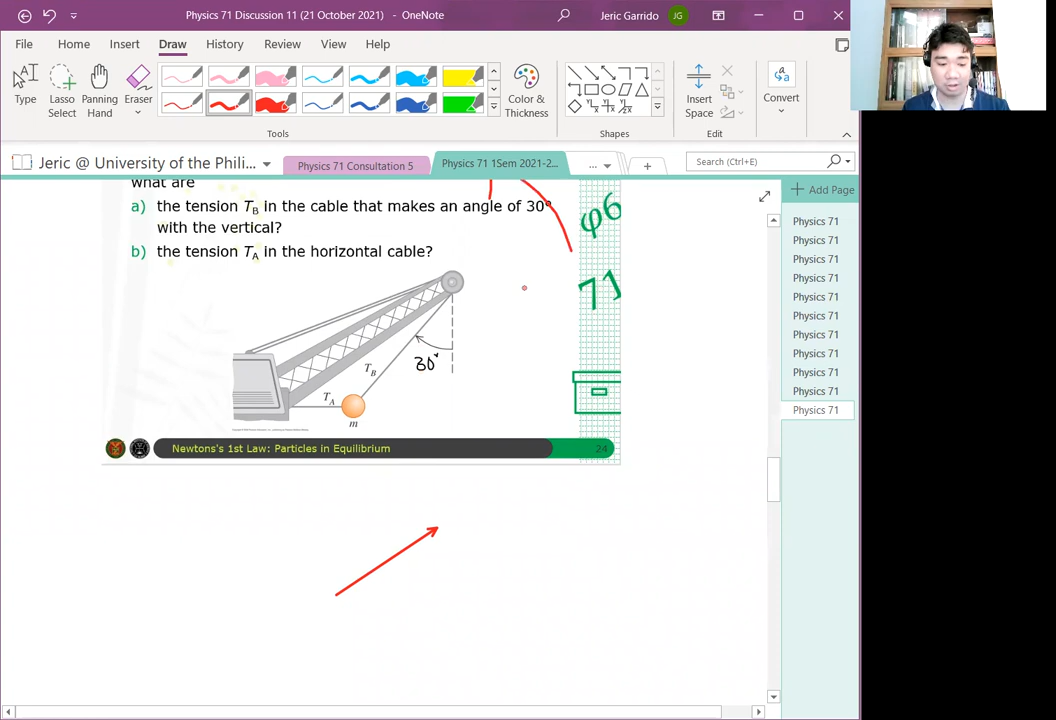 Physics 71 Discussion 11 (21 October 2021) - OneNote
Jeric Garrido
JG
File
Home
Insert
Draw
History
Review
View
Help
Type
Lasso Select
Panning Hand
Eraser
Color & Thickness
Insert Space
Convert
Tools
Shapes
Edit
Jeric @ University of the Phili...
Physics 71 Consultation 5
Physics 71 1Sem 2021-2...
...
Search (Ctrl+E)
Add Page
Physics 71
Physics 71
Physics 71
Physics 71
Physics 71
Physics 71
Physics 71
Physics 71
Physics 71
Physics 71
Physics 71
what are
a) the tension TB in the cable that makes an angle of 30°
with the vertical?
b) the tension TA in the horizontal cable?
φ6
71
30°
TB
TA
m
Newtons's 1st Law: Particles in Equilibrium
24